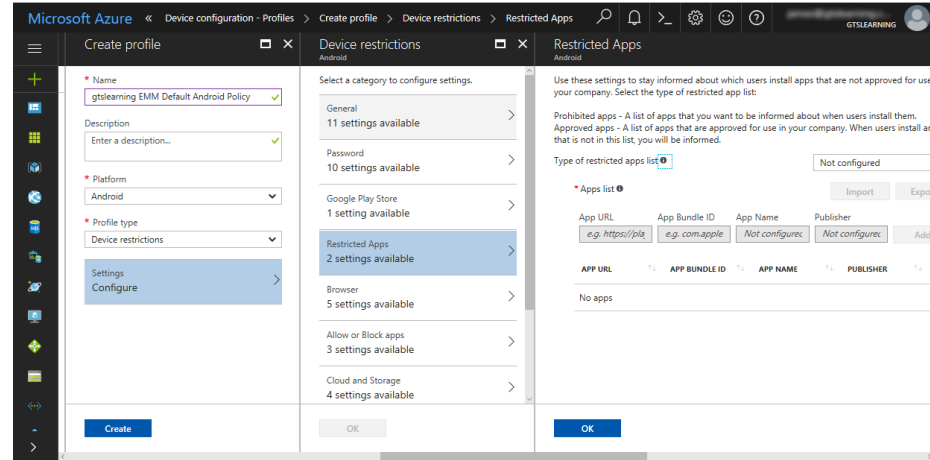 Microsoft Azure « Device configuration - Profiles > Create profile > Device restrictions > Restricted Apps
GTSLEARNING
Create profile
* Name
gtslearning EMM Default Android Policy
Description
Enter a description...
* Platform
Android
* Profile type
Device restrictions
Settings
Configure
Create
Device restrictions
Android
Select a category to configure settings.
General
11 settings available
Password
10 settings available
Google Play Store
1 setting available
Restricted Apps
2 settings available
Browser
5 settings available
Allow or Block apps
3 settings available
Cloud and Storage
4 settings available
OK
Restricted Apps
Android
Use these settings to stay informed about which users install apps that are not approved for use
your company. Select the type of restricted app list:
Prohibited apps - A list of apps that you want to be informed about when users install them.
Approved apps - A list of apps that are approved for use in your company. When users install an
that is not in this list, you will be informed.
Type of restricted apps list Not configured
* Apps list Import Expo
App URL App Bundle ID App Name Publisher
e.g. https://pla e.g. com.apple Not configurec Not configurec Add
APP URL APP BUNDLE ID APP NAME PUBLISHER
No apps
OK